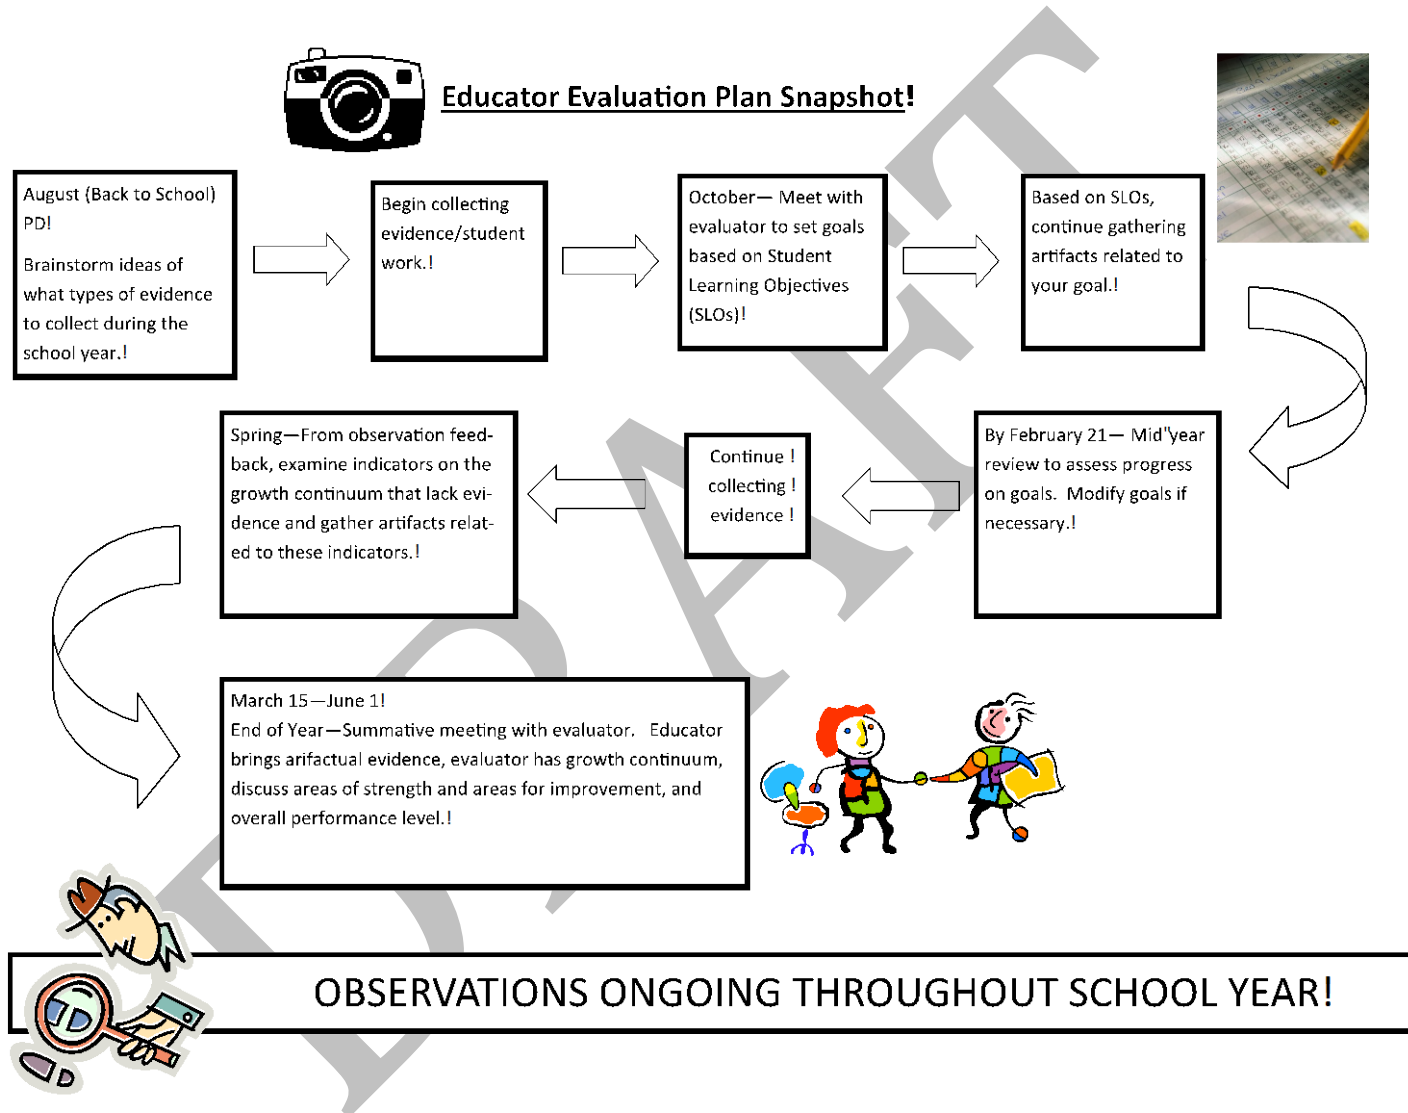 Educator Evaluation Plan Snapshot!
August (Back to School)
PD!
Brainstorm ideas of
what types of evidence
to collect during the
school year.!
Begin collecting
evidence/student
work.!
October— Meet with
evaluator to set goals
based on Student
Learning Objectives
(SLOs)!
Based on SLOs,
continue gathering
artifacts related to
your goal.!
By February 21— Mid"year
review to assess progress
on goals.  Modify goals if
necessary.!
Continue !
collecting !
evidence !
Spring—From observation feed-
back, examine indicators on the
growth continuum that lack evi-
dence and gather artifacts relat-
ed to these indicators.!
March 15—June 1!
End of Year—Summative meeting with evaluator.   Educator
brings arifactual evidence, evaluator has growth continuum,
discuss areas of strength and areas for improvement, and
overall performance level.!
OBSERVATIONS ONGOING THROUGHOUT SCHOOL YEAR!
DRAFT